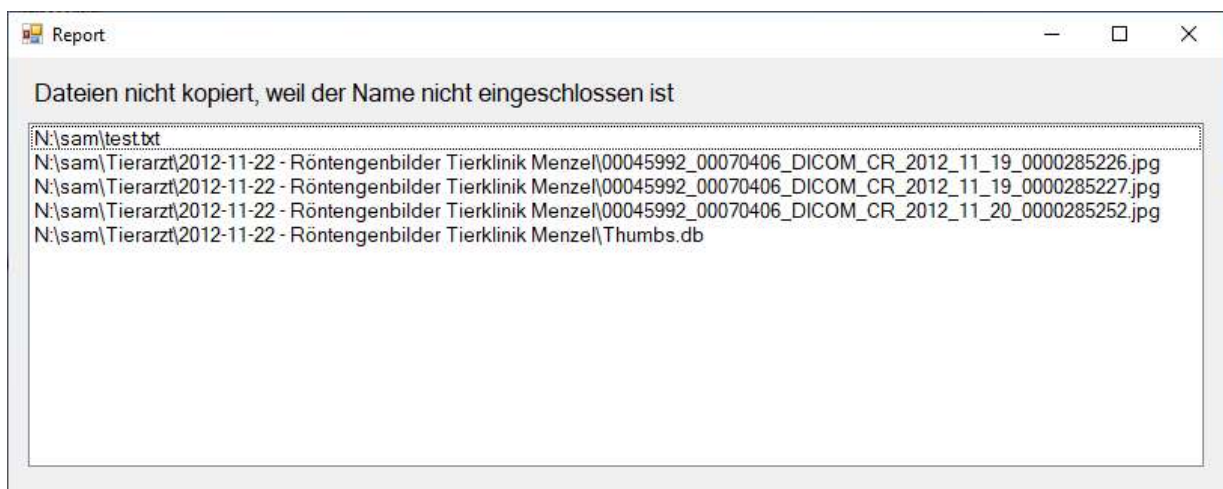 Report
Dateien nicht kopiert, weil der Name nicht eingeschlossen ist
N:\sam\test.txt
N:\sam\Tierarzt\2012-11-22 - Röntengenbilder Tierklinik Menzel\00045992_00070406_DICOM_CR_2012_11_19_0000285226.jpg
N:\sam\Tierarzt\2012-11-22 - Röntengenbilder Tierklinik Menzel\00045992_00070406_DICOM_CR_2012_11_19_0000285227.jpg
N:\sam\Tierarzt\2012-11-22 - Röntengenbilder Tierklinik Menzel\00045992_00070406_DICOM_CR_2012_11_20_0000285252.jpg
N:\sam\Tierarzt\2012-11-22 - Röntengenbilder Tierklinik Menzel\Thumbs.db